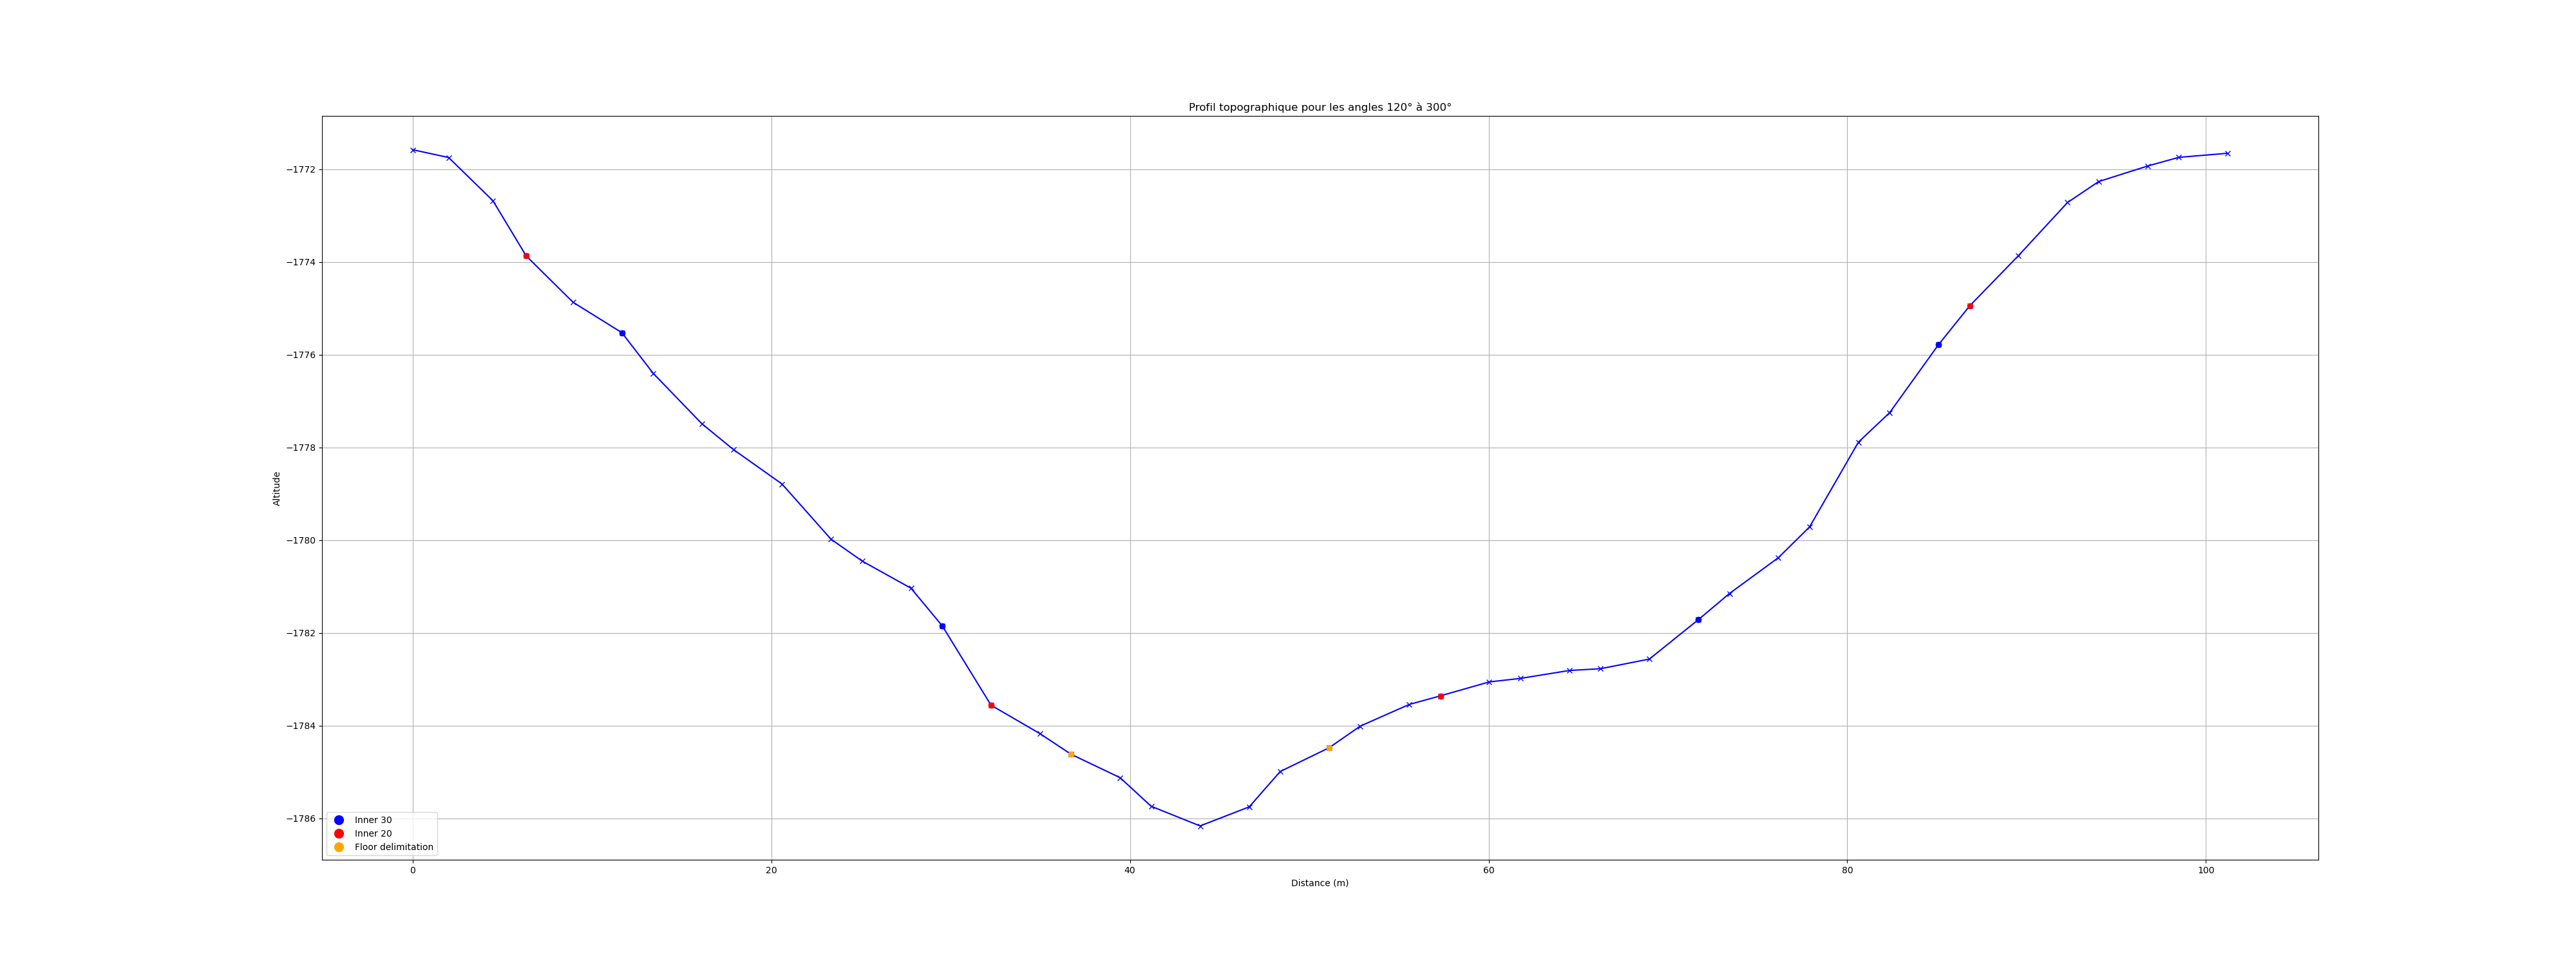 Profil topographique pour les angles 120° à 300°
−1772
−1774
−1776
−1778
−1780
−1782
−1784
−1786
Altitude
Inner 30
Inner 20
Floor delimitation
0 20 40 60 80 100
Distance (m)